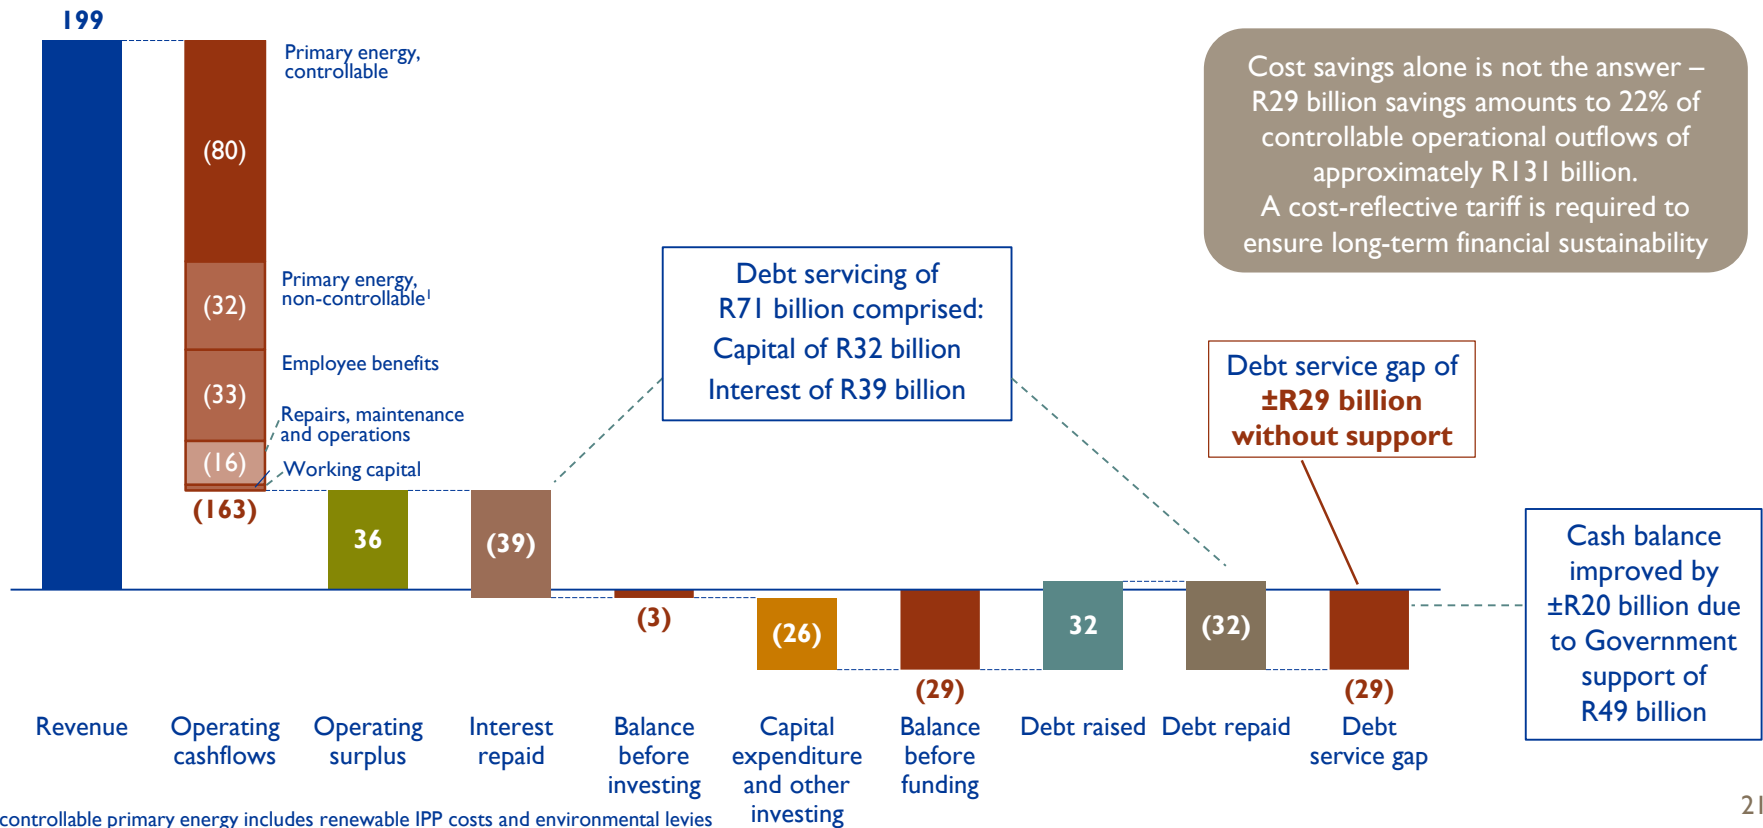 199
Primary energy,
controllable
(80)
Primary energy,
non-controllable¹
(32)
Employee benefits
(33)
Repairs, maintenance
and operations
(16)
Working capital
(163)
36
(39)
(3)
(26)
(29)
32
(32)
(29)
Debt servicing of
R71 billion comprised:
Capital of R32 billion
Interest of R39 billion
Cost savings alone is not the answer –
R29 billion savings amounts to 22% of
controllable operational outflows of
approximately R131 billion.
A cost-reflective tariff is required to
ensure long-term financial sustainability
Debt service gap of
±R29 billion
without support
Cash balance
improved by
±R20 billion due
to Government
support of
R49 billion
Revenue
Operating
cashflows
Operating
surplus
Interest
repaid
Balance
before
investing
Capital
expenditure
and other
investing
Balance
before
funding
Debt raised
Debt repaid
Debt
service gap
controllable primary energy includes renewable IPP costs and environmental levies
21